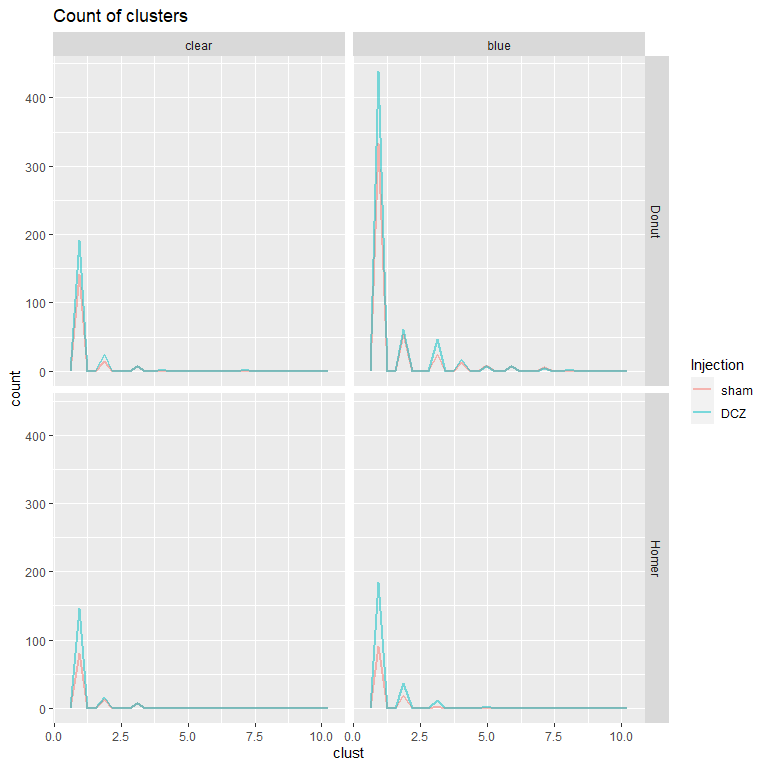 Count of clusters
clear
blue
400
300
200
100
0
Donut
400
300
200
100
0
Homer
0.0 2.5 5.0 7.5 10.0
0.0 2.5 5.0 7.5 10.0
clust
count
Injection
sham
DCZ